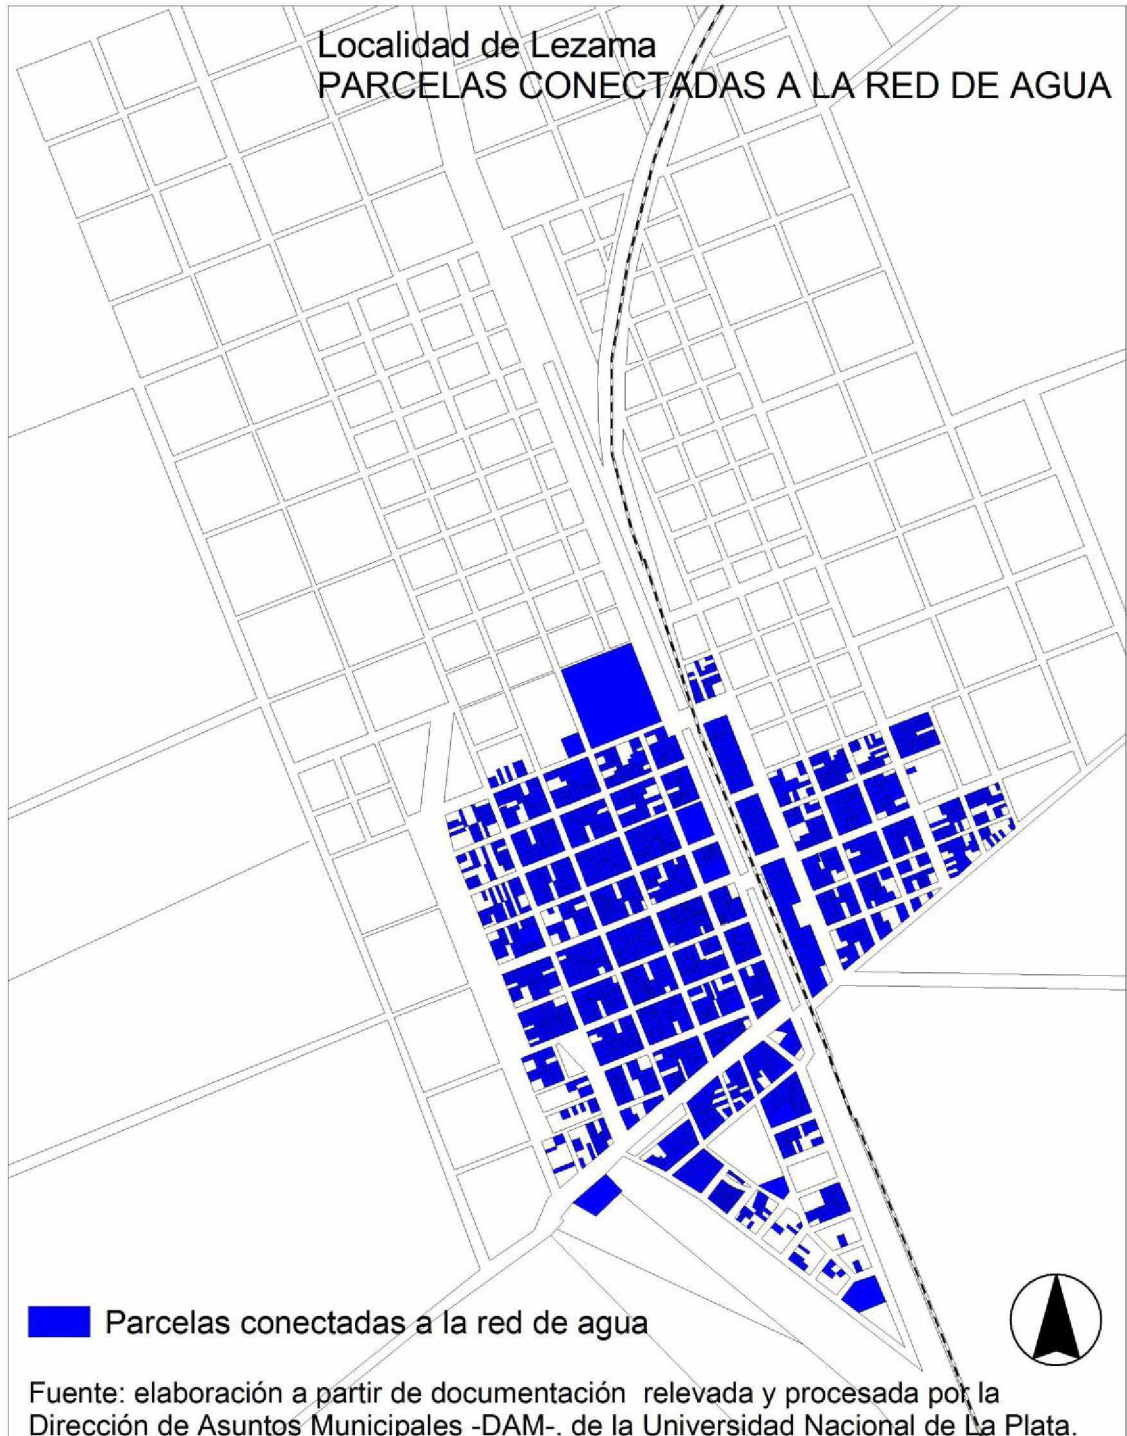 Localidad de Lezama
PARCELAS CONECTADAS A LA RED DE AGUA
Parcelas conectadas a la red de agua
Fuente: elaboración a partir de documentación relevada y procesada por la
Dirección de Asuntos Municipales -DAM-, de la Universidad Nacional de La Plata.